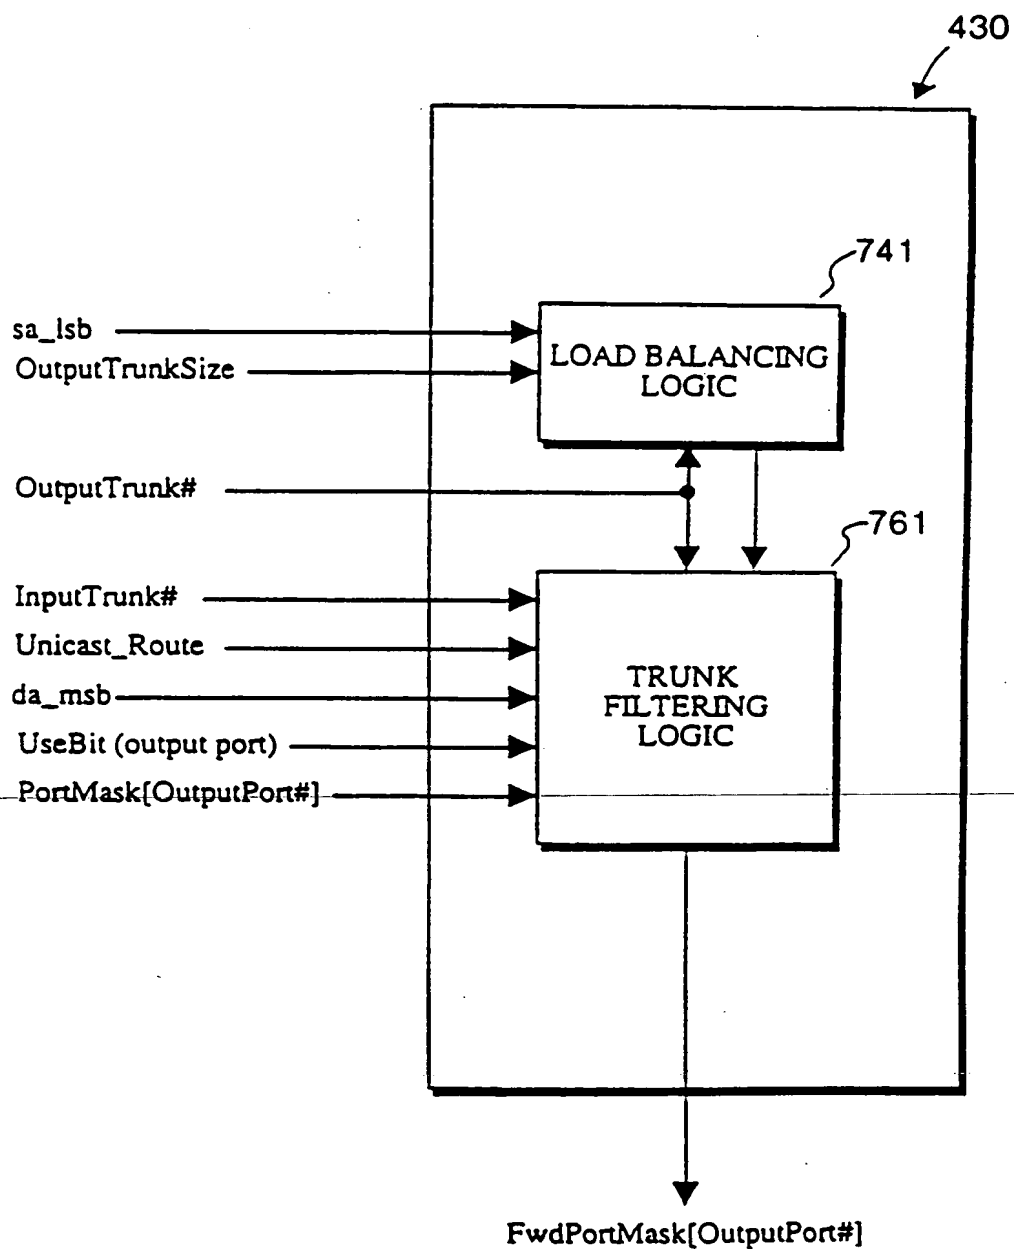 430
741
sa_lsb
OutputTrunkSize
LOAD BALANCING
LOGIC
OutputTrunk#
761
InputTrunk#
Unicast_Route
da_msb
UseBit (output port)
PortMask[OutputPort#]
TRUNK
FILTERING
LOGIC
FwdPortMask[OutputPort#]